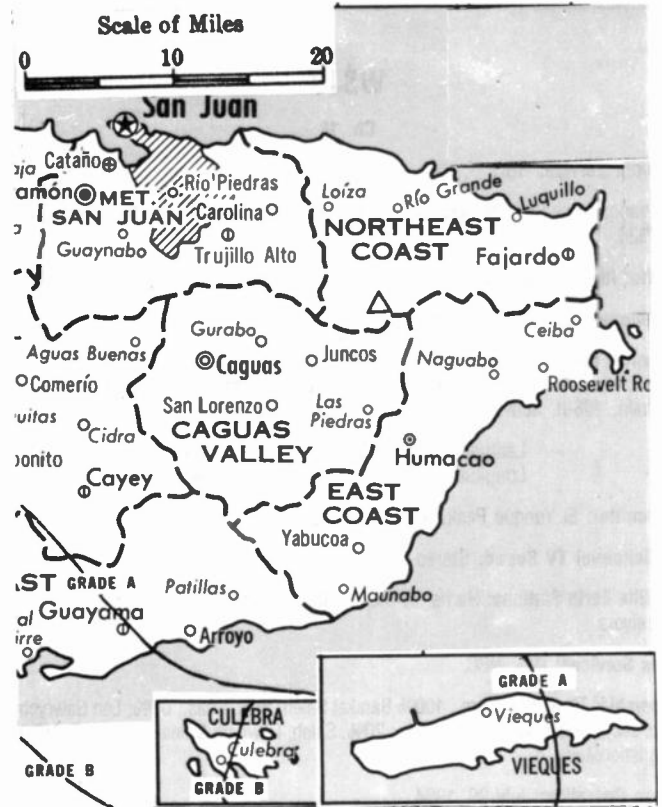 Scale of Miles
0 10 20
San Juan
Cataño
MET. SAN JUAN
Río Piedras
Carolina
Guaynabo
Trujillo Alto
Loíza
Río Grande
Luquillo
NORTHEAST
COAST
Fajardo
Gurabo
Ceiba
Aguas Buenas
Caguas
Juncos
Naguabo
Comerío
Roosevelt
San Lorenzo
Las
Piedras
Cidra
CAGUAS
VALLEY
Humacao
Cayey
EAST
COAST
Yabucoa
GRADE A
Patillas
Maunabo
Guayama
Arroyo
GRADE A
CULEBRA
Culebra
Vieques
VIEQUES
GRADE B
GRADE B